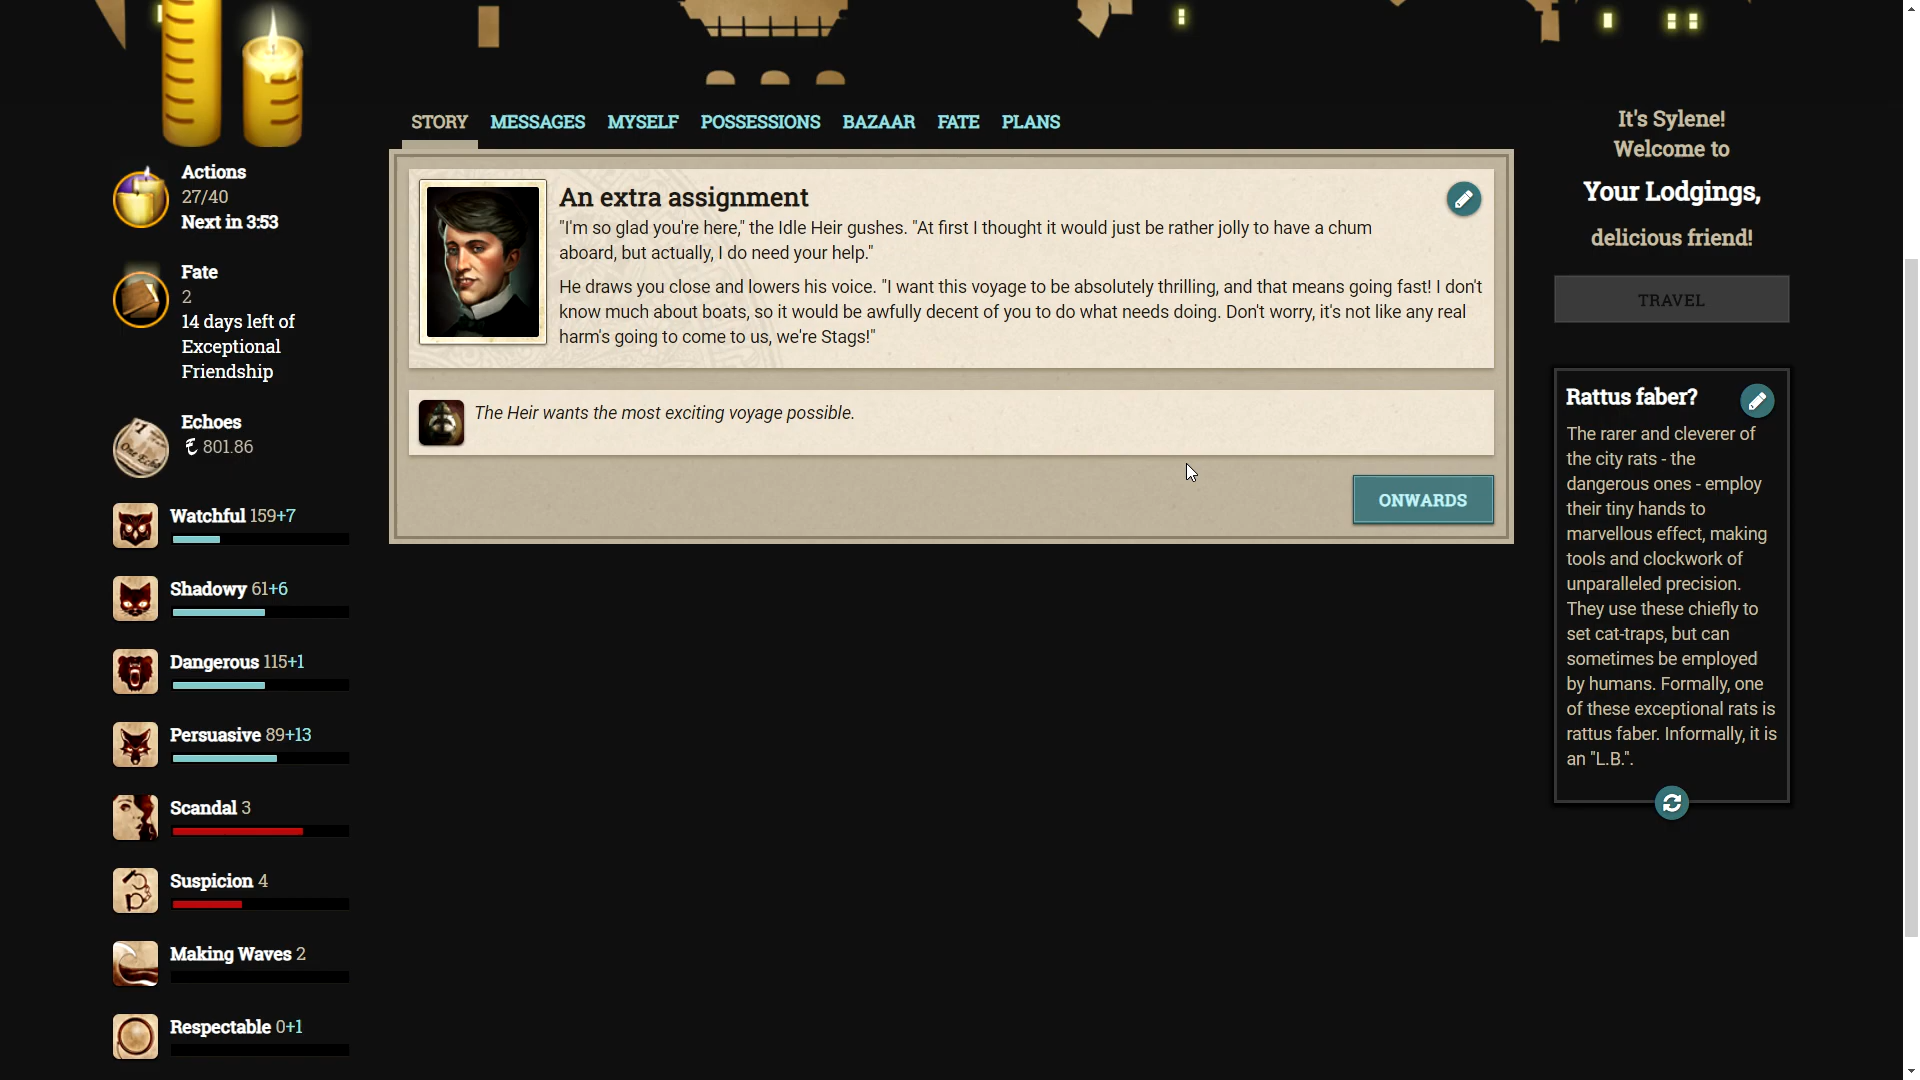 STORY MESSAGES MYSELF POSSESSIONS BAZAAR FATE PLANS
Actions
27/40
Next in 3:53
Fate
2
14 days left of
Exceptional
Friendship
Echoes
801.86
Watchful 159+7
Shadowy 61+6
Dangerous 115+1
Persuasive 89+13
Scandal 3
Suspicion 4
Making Waves 2
Respectable 0+1
An extra assignment
"I'm so glad you're here," the Idle Heir gushes. "At first I thought it would just be rather jolly to have a chum
aboard, but actually, I do need your help."
He draws you close and lowers his voice. "I want this voyage to be absolutely thrilling, and that means going fast! I don't
know much about boats, so it would be awfully decent of you to do what needs doing. Don't worry, it's not like any real
harm's going to come to us, we're Stags!"
The Heir wants the most exciting voyage possible.
ONWARDS
It's Sylene!
Welcome to
Your Lodgings,
delicious friend!
TRAVEL
Rattus faber?
The rarer and cleverer of
the city rats - the
dangerous ones - employ
their tiny hands to
marvellous effect, making
tools and clockwork of
unparalleled precision.
They use these chiefly to
set cat-traps, but can
sometimes be employed
by humans. Formally, one
of these exceptional rats is
rattus faber. Informally, it is
an "L.B.".